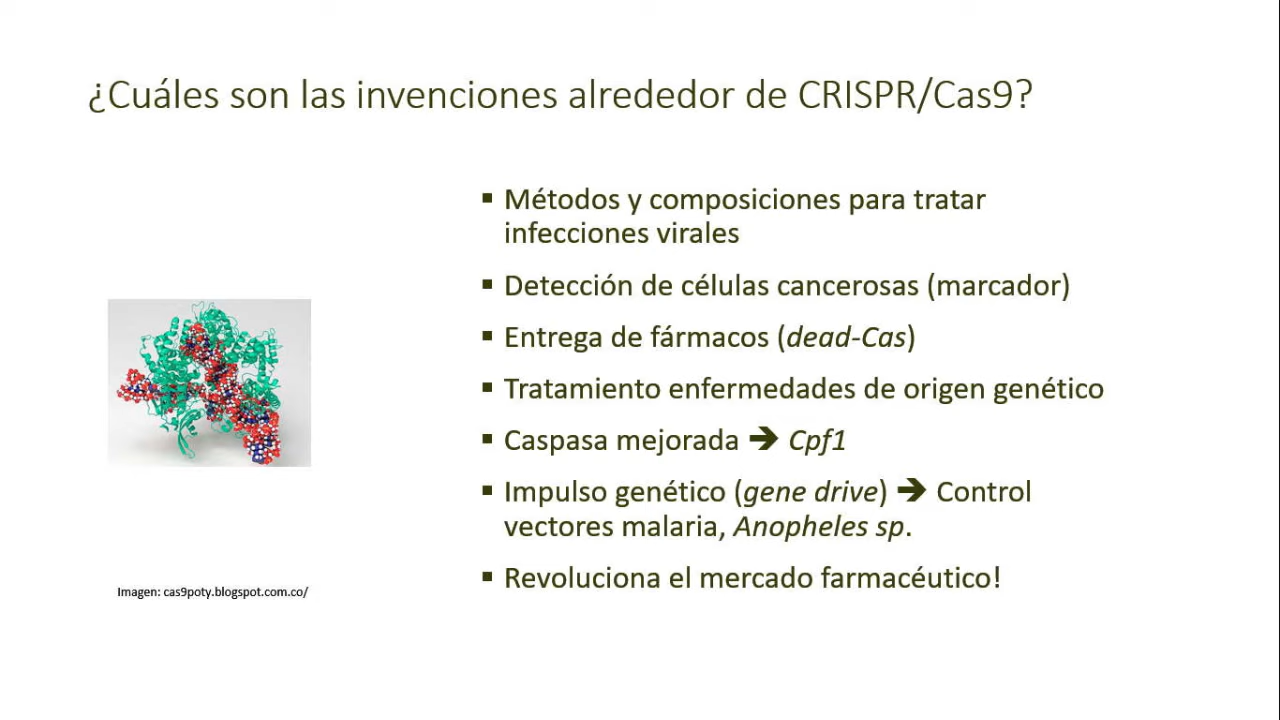 ¿Cuáles son las invenciones alrededor de CRISPR/Cas9?
▪ Métodos y composiciones para tratar
infecciones virales
▪ Detección de células cancerosas (marcador)
▪ Entrega de fármacos (dead-Cas)
▪ Tratamiento enfermedades de origen genético
▪ Caspasa mejorada ➔ Cpf1
▪ Impulso genético (gene drive) ➔ Control
vectores malaria, Anopheles sp.
▪ Revoluciona el mercado farmacéutico!
Imagen: cas9poty.blogspot.com.co/